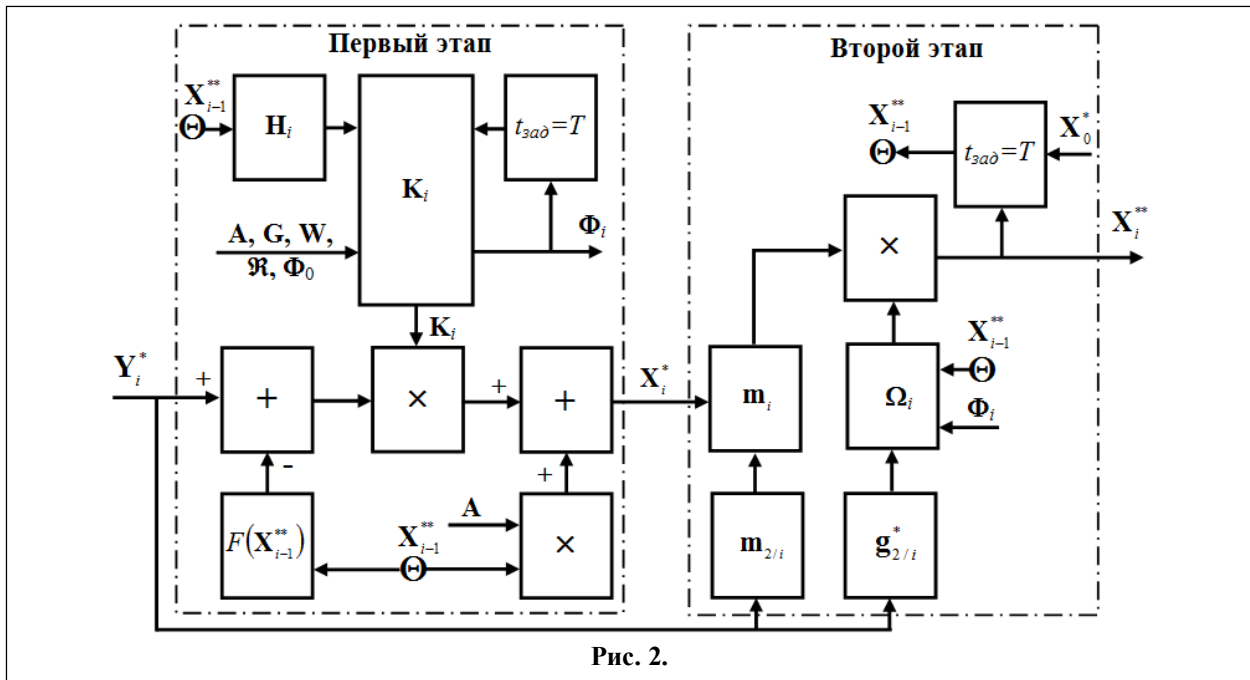 Первый этап
Второй этап
X**i−1
Θ
Hi
Ki
tзад=T
A, G, W,
ℜ, Φ0
Φi
Ki
Y*i
+
+
×
+
+
X*i
-
F(X**i−1)
A
X**i−1
Θ
+
×
X**i−1
Θ
tзад=T
X*0
×
X**i
mi
Ωi
X**i−1
Θ
Φi
m2/i
g*2/i
Рис. 2.